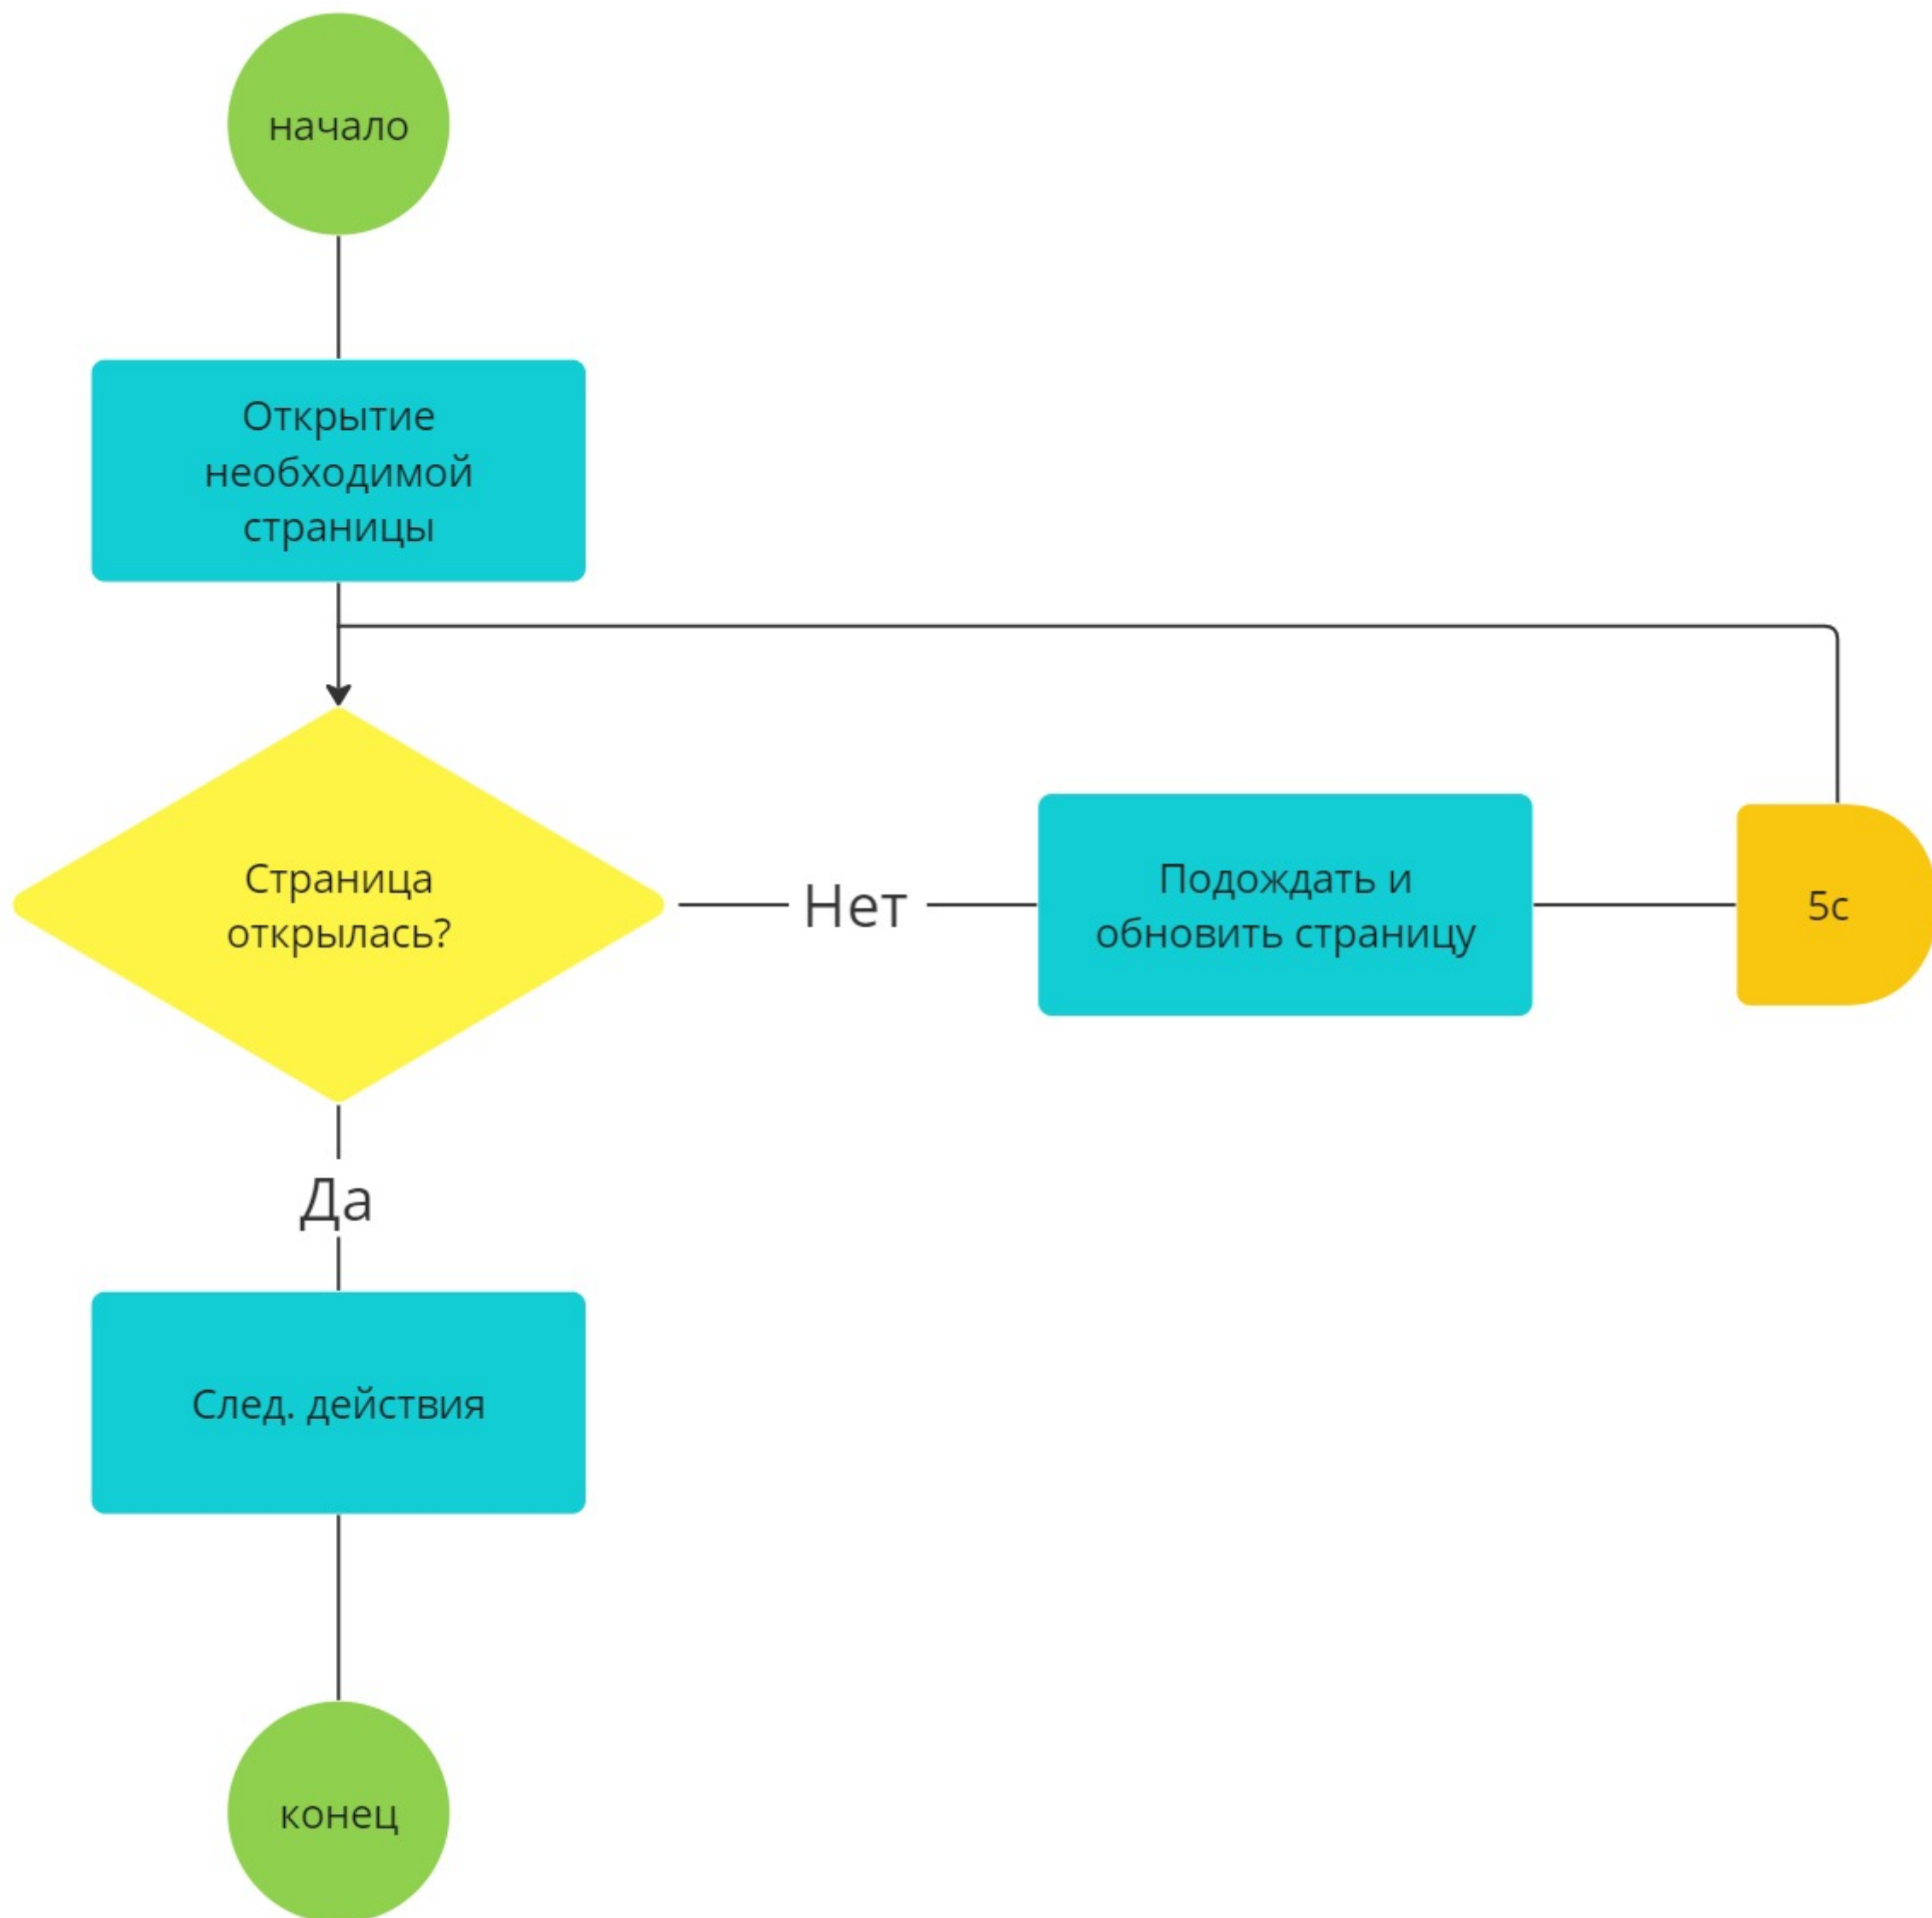 начало
Открытие
необходимой
страницы
Страница
открылась?
Нет
Подождать и
обновить страницу
5с
Да
След. действия
конец